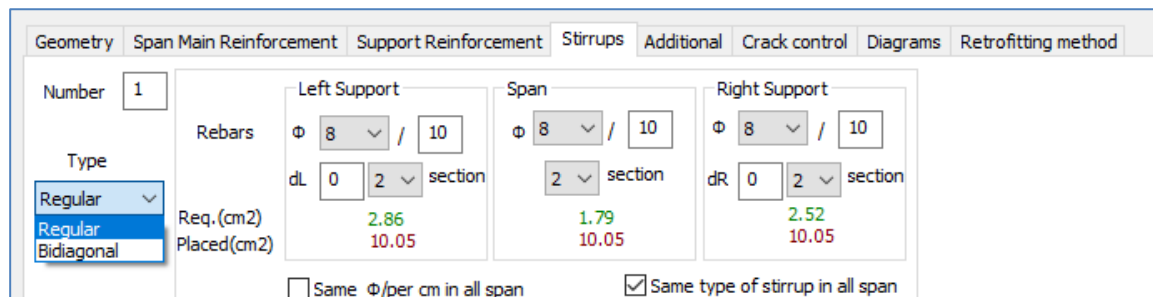 Geometry Span Main Reinforcement Support Reinforcement Stirrups Additional Crack control Diagrams Retrofitting method
Number 1 Left Support Span Right Support
Rebars Φ 8 / 10 Φ 8 / 10 Φ 8 / 10
Type
dL 0 2 section 2 section dR 0 2 section
Regular
Regular
Bidiagonal
Req.(cm2) 2.86 1.79 2.52
Placed(cm2) 10.05 10.05 10.05
Same Φ/per cm in all span Same type of stirrup in all span